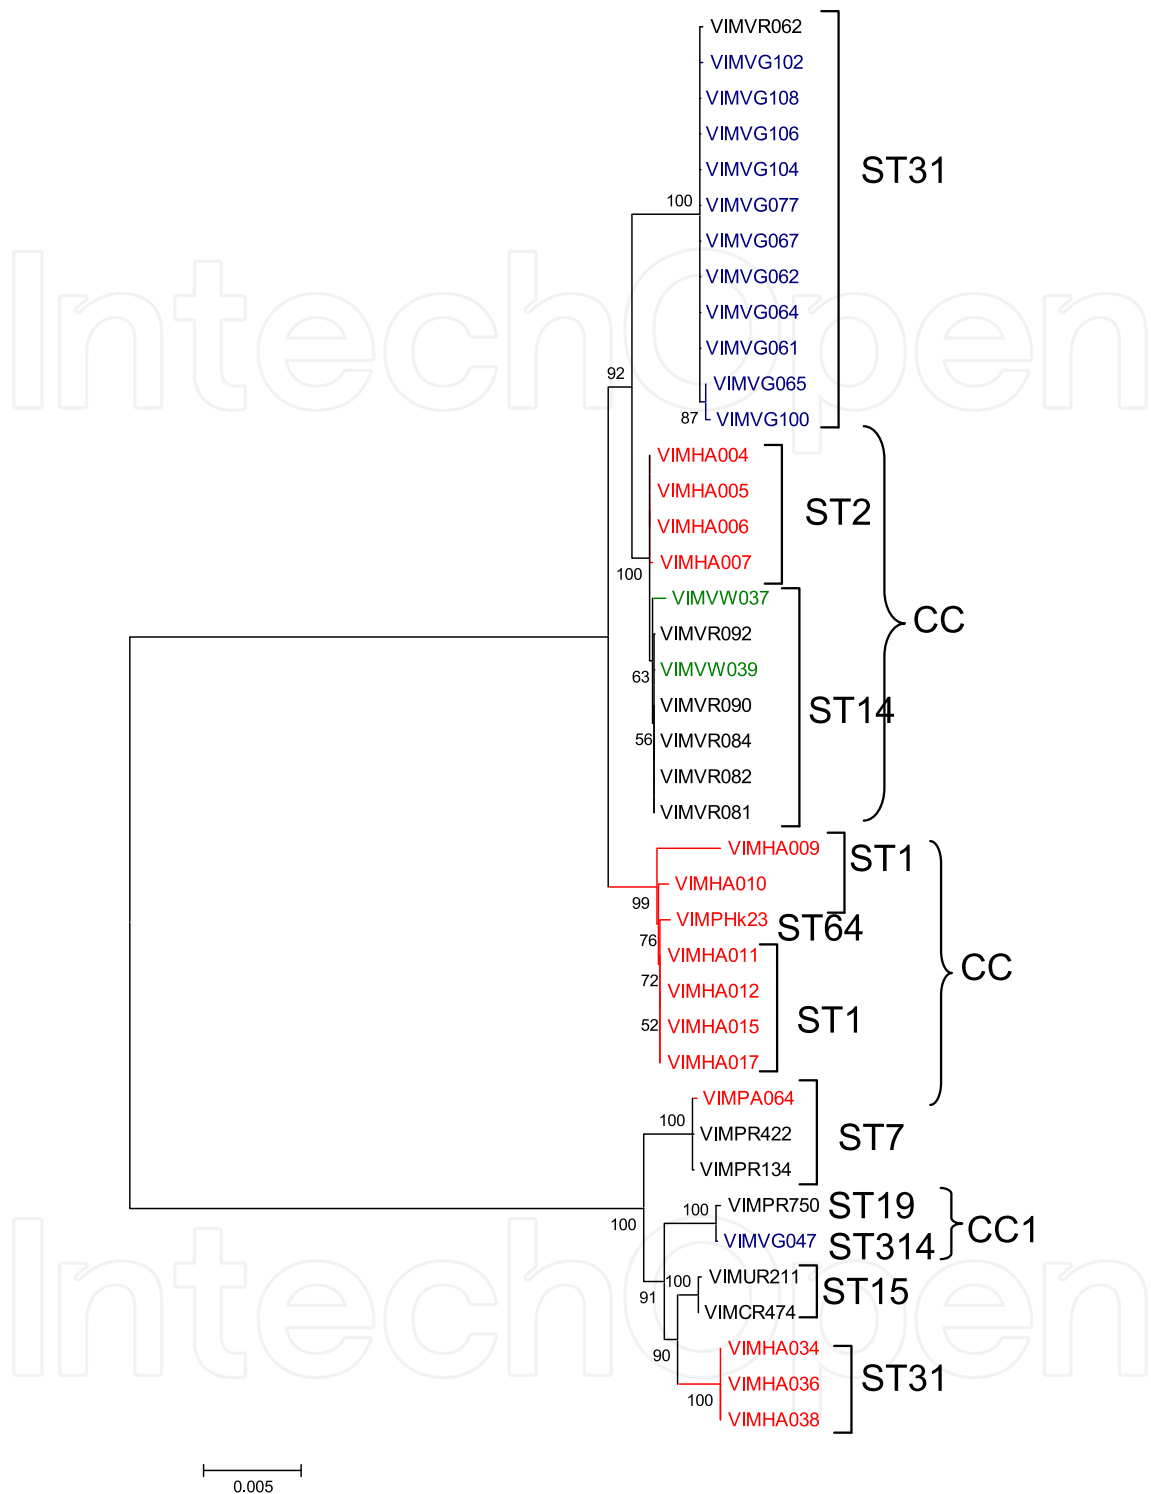 VIMVR062
VIMVG102
VIMVG108
VIMVG106
VIMVG104
ST31
VIMVG077
100
VIMVG067
VIMVG062
VIMVG064
VIMVG061
92
VIMVG065
VIMVG100
87
VIMHA004
VIMHA005
ST2
VIMHA006
VIMHA007
100
VIMVW037
CC
VIMVR092
VIMVW039
63
VIMVR090
ST14
VIMVR084
56
VIMVR082
VIMVR081
VIMHA009
ST1
VIMHA010
99
VIMPHk23
ST64
76
VIMHA011
CC
72
VIMHA012
VIMHA015
52
ST1
VIMHA017
VIMPA064
100
VIMPR422
ST7
VIMPR134
VIMPR750
ST19
100
CC1
100
VIMVG047
ST314
VIMUR211
100
ST15
91
VIMCR474
VIMHA034
90
VIMHA036
ST31
100
VIMHA038
0.005
IntechOpen
IntechOpen